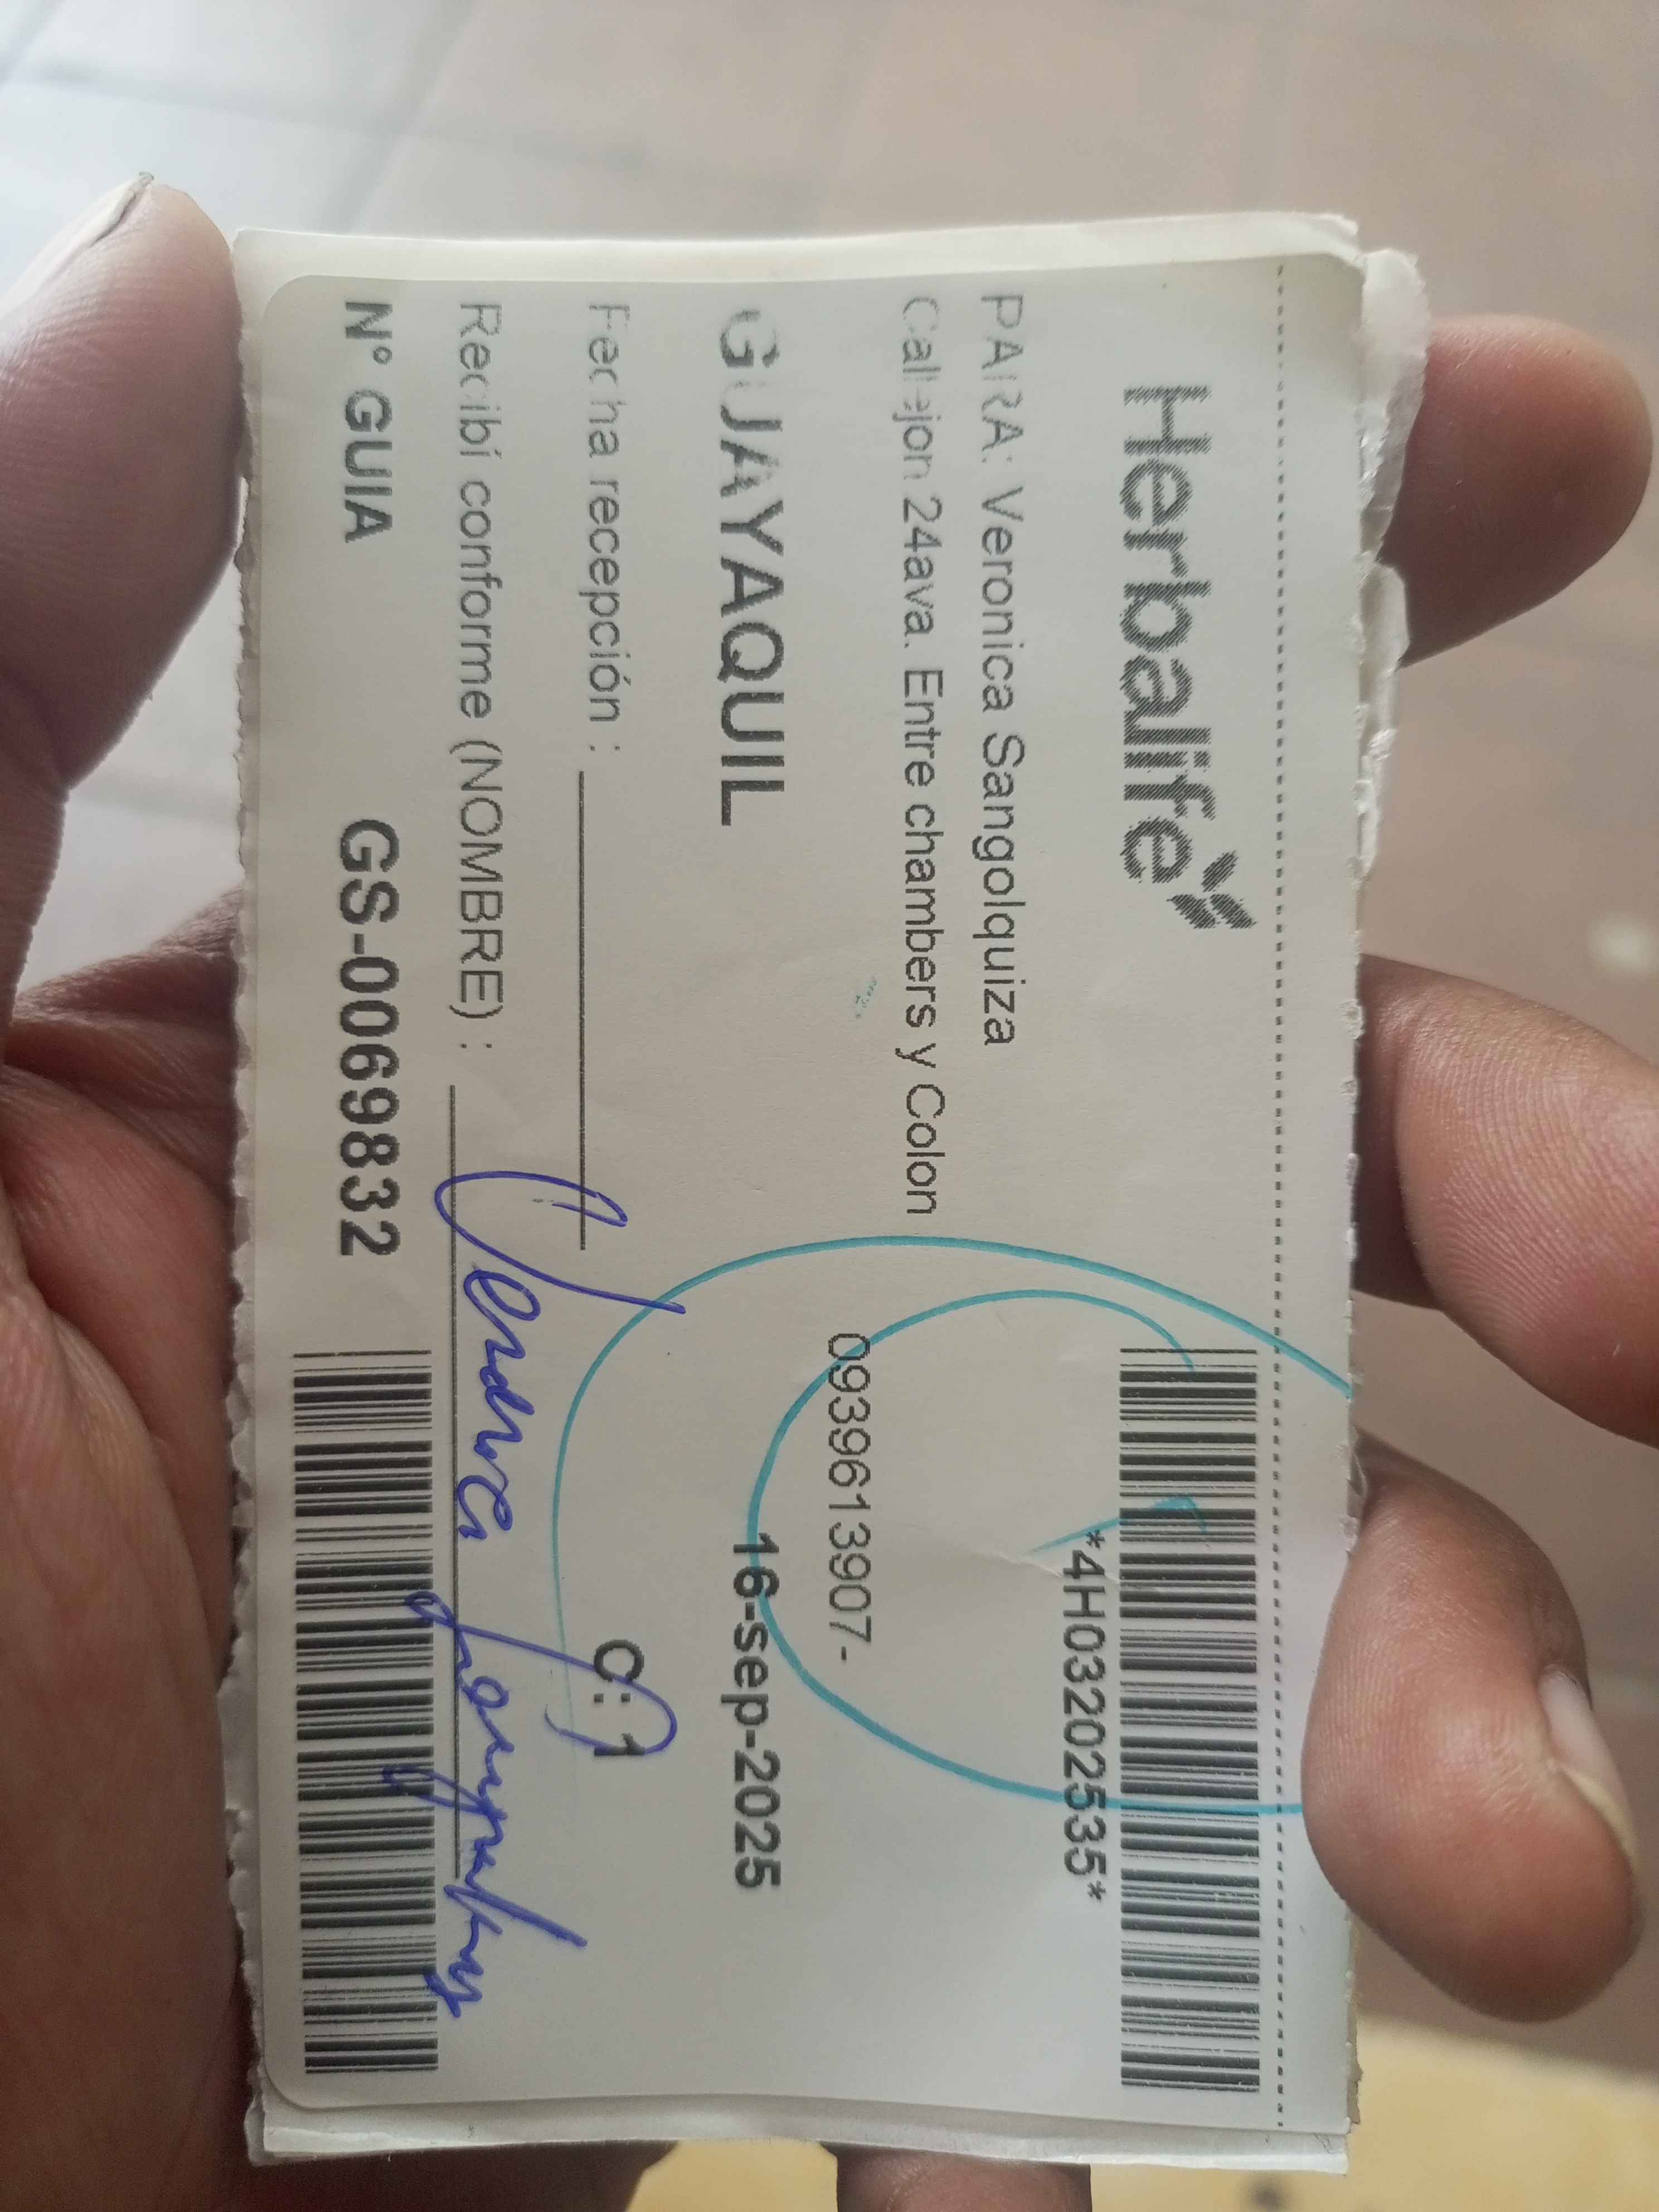 Herbalife
*4H03202535*
PARA: Veronica Sangolquiza
Callejon 24ava. Entre chambers y Colon
0939613907-
GUAYAQUIL 16-sep-2025
Fecha recepción : C:1
Recibí conforme (NOMBRE) :
N° GUIA GS-0069832